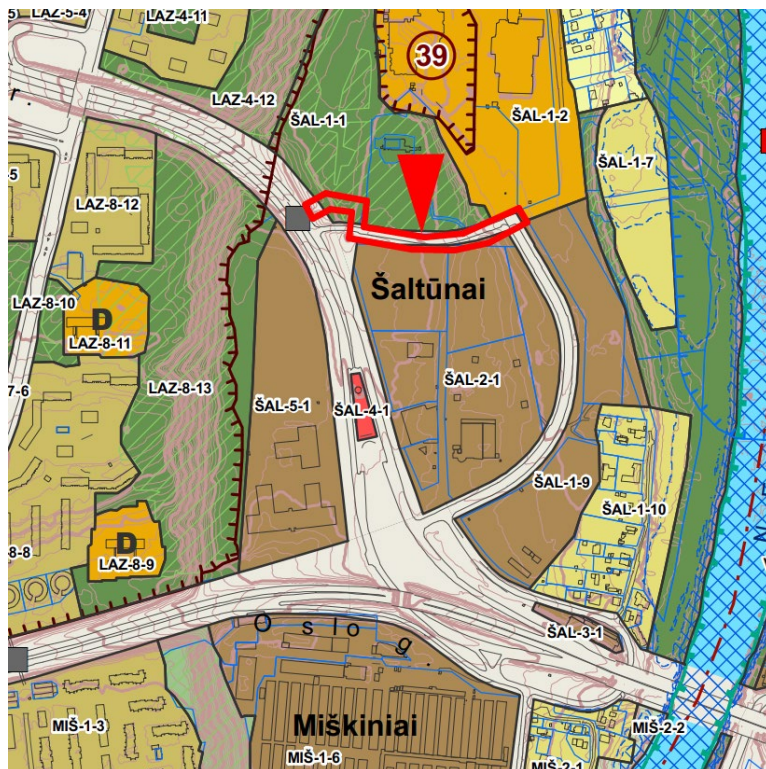 5
LAZ-5-4
LAZ-4-11
39
LAZ-4-12
ŠAL-1-1
ŠAL-1-2
r.
ŠAL-1-7
5
LAZ-8-12
LAZ-8-10
D
LAZ-8-11
Šaltūnai
7-6
LAZ-8-13
ŠAL-5-1
ŠAL-4-1
ŠAL-2-1
ŠAL-1-9
ŠAL-1-10
8-8
D
LAZ-8-9
Oslo g.
ŠAL-3-1
MIŠ-1-3
Miškiniai
MIŠ-1-6
MIŠ-2-2
MIŠ-2-1